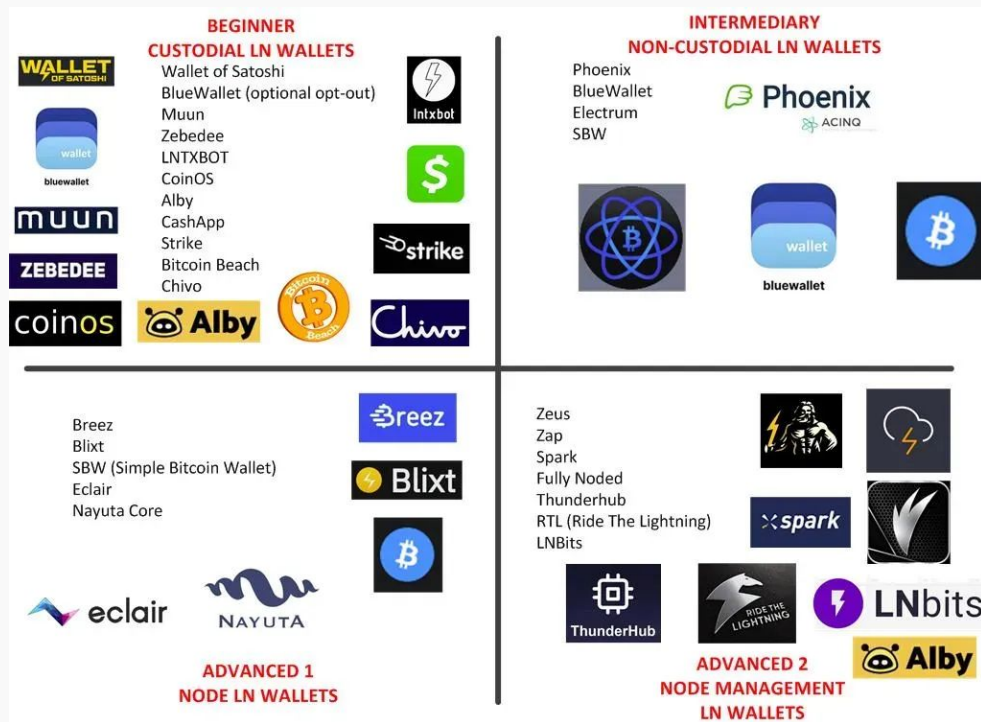 BEGINNER
CUSTODIAL LN WALLETS
WALLET
OF SATOSHI
wallet
bluewallet
muun
ZEBEDEE
coinos
Wallet of Satoshi
BlueWallet (optional opt-out)
Muun
Zebedee
LNTXBOT
CoinOS
Alby
CashApp
Strike
Bitcoin Beach
Chivo
lntxbot
$
strike
Alby
Bitcoin
Beach
Chivo
INTERMEDIARY
NON-CUSTODIAL LN WALLETS
Phoenix
BlueWallet
Electrum
SBW
Phoenix
ACINQ
wallet
bluewallet
Breez
Blixt
SBW (Simple Bitcoin Wallet)
Eclair
Nayuta Core
Breez
Blixt
eclair
NAYUTA
ADVANCED 1
NODE LN WALLETS
Zeus
Zap
Spark
Fully Noded
Thunderhub
RTL (Ride The Lightning)
LNBits
spark
ThunderHub
RIDE THE
LIGHTNING
LNbits
Alby
ADVANCED 2
NODE MANAGEMENT
LN WALLETS